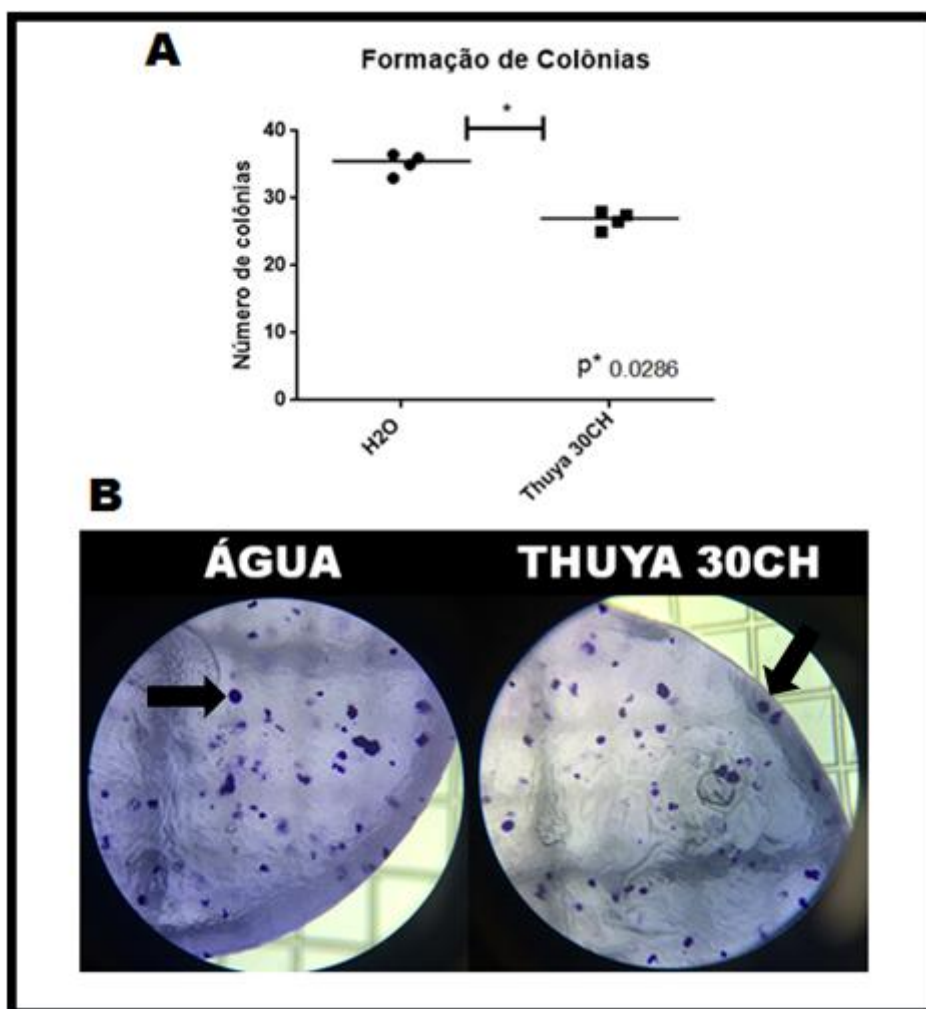 A
Formação de Colônias
*
Número de colônias
40
30
20
10
0
p* 0.0286
H2O
Thuya 30CH
B
ÁGUA
THUYA 30CH